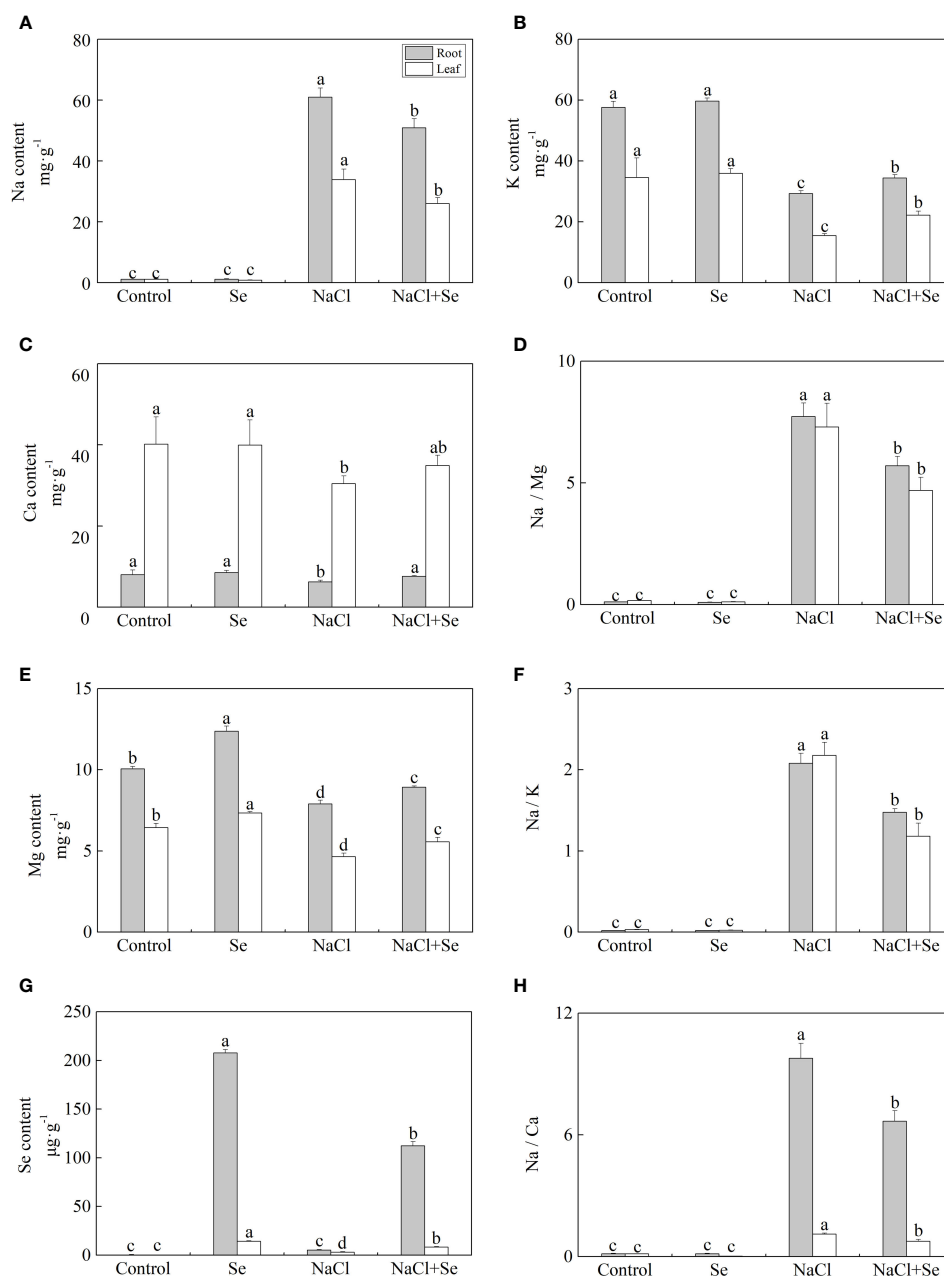 A
Na content
mg·g-1
80
60
40
20
0
Root
Leaf
c c
c c
a
a
b
b
Control Se NaCl NaCl+Se
B
K content
mg·g-1
80
60
40
20
0
a
a
a
a
c
c
b
b
Control Se NaCl NaCl+Se
C
Ca content
mg·g-1
60
40
20
0
a
a
a
a
b
b
a
ab
Control Se NaCl NaCl+Se
D
Na / Mg
10
5
0
c c
c c
a a
b
b
Control Se NaCl NaCl+Se
E
Mg content
mg·g-1
15
10
5
0
b
b
a
a
d
d
c
c
Control Se NaCl NaCl+Se
F
Na / K
3
2
1
0
c c
c c
a
a
b
b
Control Se NaCl NaCl+Se
G
Se content
µg·g-1
250
200
150
100
50
0
c c
a
a
c d
b
b
Control Se NaCl NaCl+Se
H
Na / Ca
12
6
0
c c
c c
a
a
b
b
Control Se NaCl NaCl+Se